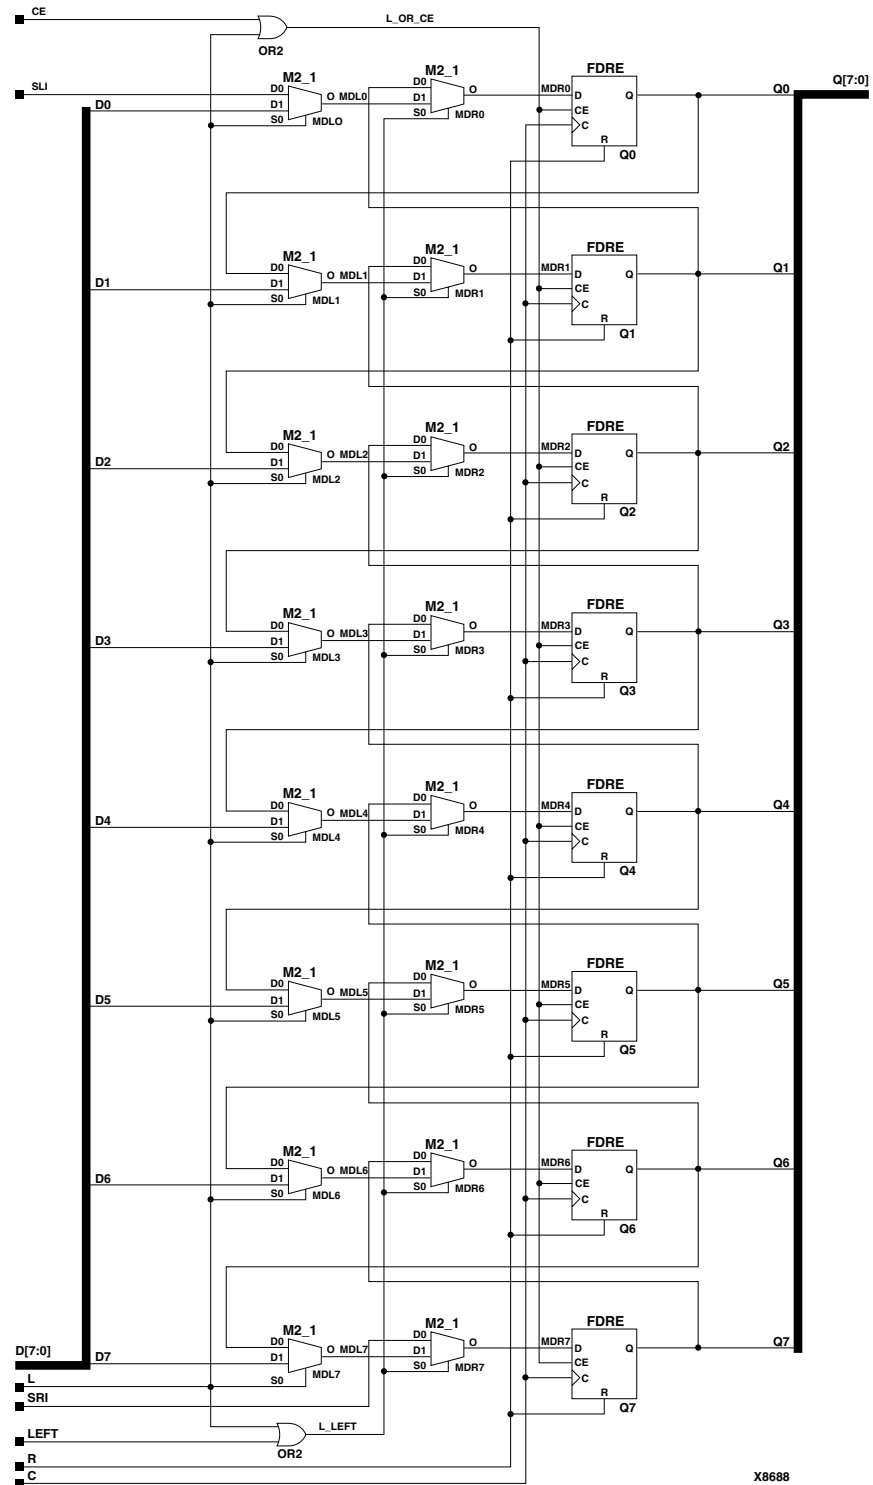 CE
L_OR_CE
OR2
SLI
M2_1
M2_1
FDRE
Q0
Q[7:0]
D0
D0
D1
S0
O
MDL0
MDLO
D0
D1
S0
O
MDR0
MDR0
D
CE
C
Q
R
Q0
M2_1
M2_1
FDRE
D1
D0
D1
S0
O
MDL1
MDL1
D0
D1
S0
O
MDR1
MDR1
D
CE
C
Q
R
Q1
Q1
M2_1
M2_1
FDRE
D2
D0
D1
S0
O
MDL2
MDL2
D0
D1
S0
O
MDR2
MDR2
D
CE
C
Q
R
Q2
Q2
M2_1
M2_1
FDRE
D3
D0
D1
S0
O
MDL3
MDL3
D0
D1
S0
O
MDR3
MDR3
D
CE
C
Q
R
Q3
Q3
M2_1
M2_1
FDRE
D4
D0
D1
S0
O
MDL4
MDL4
D0
D1
S0
O
MDR4
MDR4
D
CE
C
Q
R
Q4
Q4
M2_1
M2_1
FDRE
D5
D0
D1
S0
O
MDL5
MDL5
D0
D1
S0
O
MDR5
MDR5
D
CE
C
Q
R
Q5
Q5
M2_1
M2_1
FDRE
D6
D0
D1
S0
O
MDL6
MDL6
D0
D1
S0
O
MDR6
MDR6
D
CE
C
Q
R
Q6
Q6
M2_1
M2_1
FDRE
D[7:0]
D7
D0
D1
S0
O
MDL7
MDL7
D0
D1
S0
O
MDR7
MDR7
D
CE
C
Q
R
Q7
Q7
L
SRI
LEFT
L_LEFT
OR2
R
C
X8688